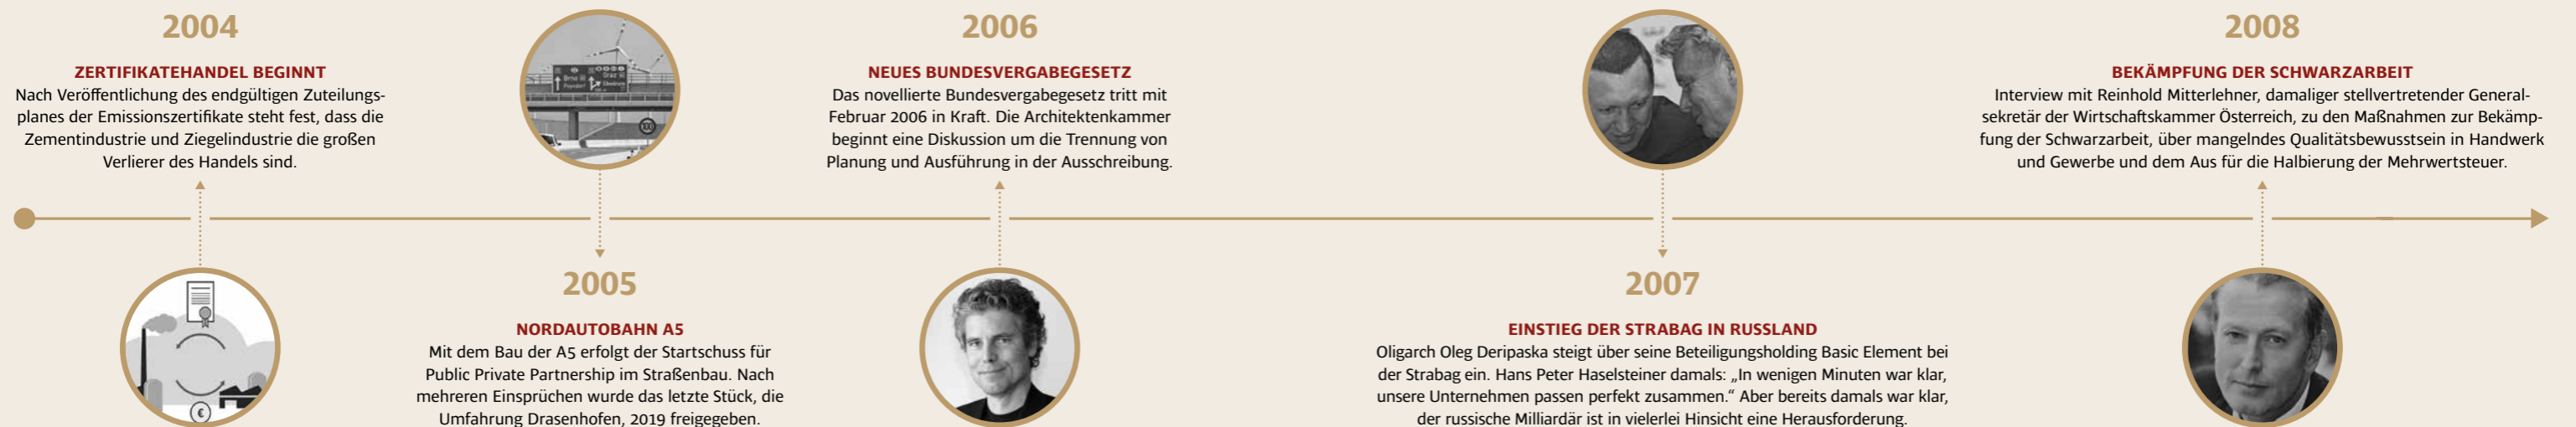 2004
ZERTIFIKATEHANDEL BEGINNT
Nach Veröffentlichung des endgültigen Zuteilungs-
planes der Emissionszertifikate steht fest, dass die
Zementindustrie und Ziegelindustrie die großen
Verlierer des Handels sind.
€
Brno
Graz
2005
NORDAUTOBAHN A5
Mit dem Bau der A5 erfolgt der Startschuss für
Public Private Partnership im Straßenbau. Nach
mehreren Einsprüchen wurde das letzte Stück, die
Umfahrung Drasenhofen, 2019 freigegeben.
2006
NEUES BUNDESVERGABEGESETZ
Das novellierte Bundesvergabegesetz tritt mit
Februar 2006 in Kraft. Die Architektenkammer
beginnt eine Diskussion um die Trennung von
Planung und Ausführung in der Ausschreibung.
2007
EINSTIEG DER STRABAG IN RUSSLAND
Oligarch Oleg Deripaska steigt über seine Beteiligungsholding Basic Element bei
der Strabag ein. Hans Peter Haselsteiner damals: „In wenigen Minuten war klar,
unsere Unternehmen passen perfekt zusammen.“ Aber bereits damals war klar,
der russische Milliardär ist in vielerlei Hinsicht eine Herausforderung.
2008
BEKÄMPFUNG DER SCHWARZARBEIT
Interview mit Reinhold Mitterlehner, damaliger stellvertretender General-
sekretär der Wirtschaftskammer Österreich, zu den Maßnahmen zur Bekämp-
fung der Schwarzarbeit, über mangelndes Qualitätsbewusstsein in Handwerk
und Gewerbe und dem Aus für die Halbierung der Mehrwertsteuer.